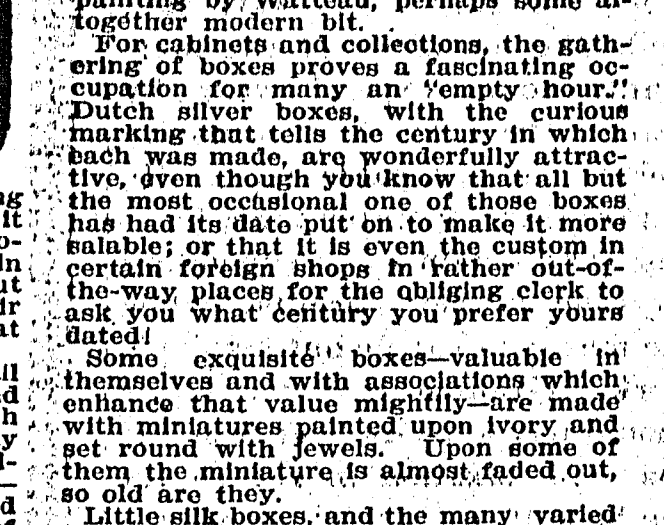 painting by Watteau, perhaps some al-
together modern bit.
For cabinets and collections, the gath-
ering of boxes proves a fascinating oc-
cupation for many an "empty hour."
Dutch silver boxes, with the curious
marking that tells the century in which
each was made, are wonderfully attrac-
tive, even though you know that all but
the most occasional one of those boxes
has had its date put on to make it more
salable; or that it is even the custom in
certain foreign shops in rather out-of-
the-way places for the obliging clerk to
ask you what century you prefer yours
dated!
Some exquisite boxes—valuable in
themselves and with associations which
enhance that value mightily—are made
with miniatures painted upon ivory and
set round with jewels. Upon some of
them the miniature is almost faded out,
so old are they.
Little silk boxes, and the many varied